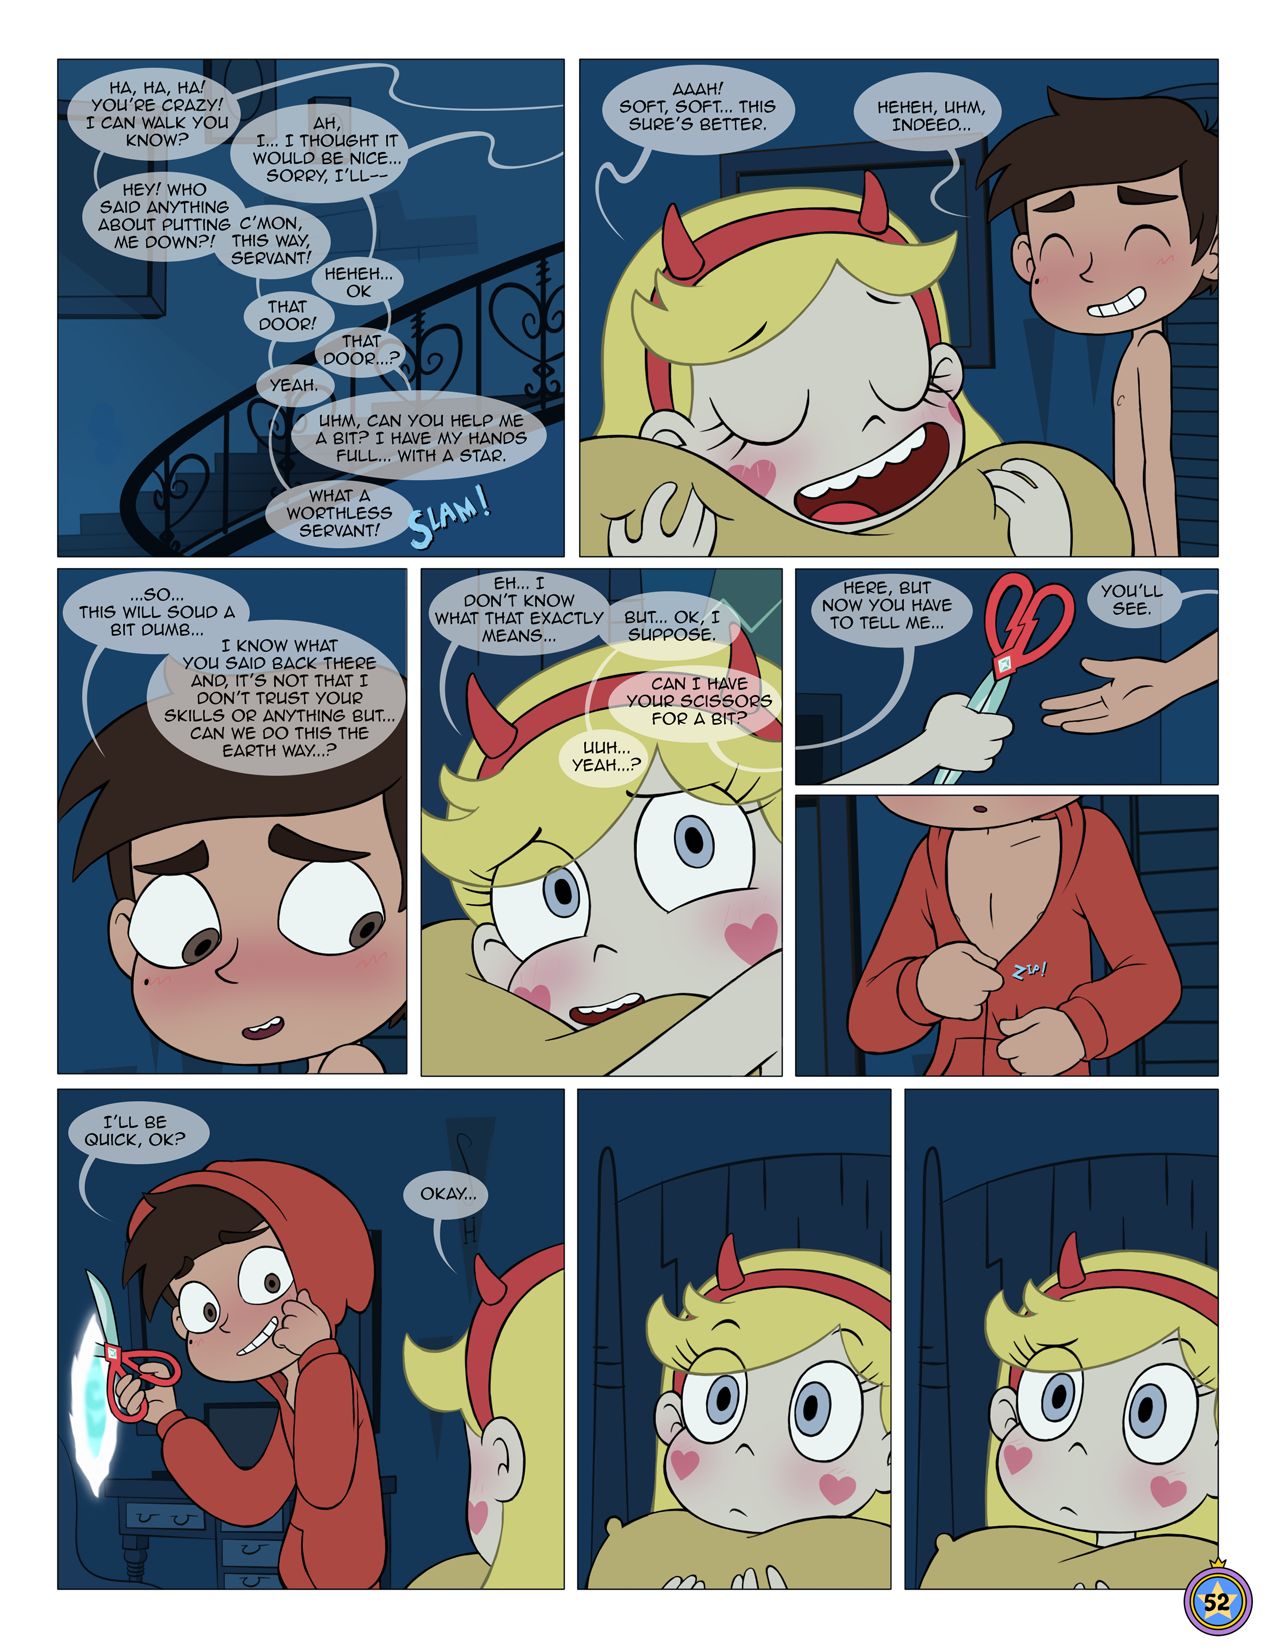 HA, HA, HA!
YOU'RE CRAZY!
I CAN WALK YOU
KNOW?
AH,
I... I THOUGHT IT
WOULD BE NICE...
SORRY, I'LL--
HEY! WHO
SAID ANYTHING
ABOUT PUTTING
ME DOWN?!
C'MON,
THIS WAY,
SERVANT!
HEHEH...
OK
THAT
DOOR!
THAT
DOOR...?
YEAH.
UHM, CAN YOU HELP ME
A BIT? I HAVE MY HANDS
FULL... WITH A STAR.
WHAT A
WORTHLESS
SERVANT!
SLAM!
AAAH!
SOFT, SOFT... THIS
SURE'S BETTER.
HEHEH, UHM,
INDEED...
...SO...
THIS WILL SOUD A
BIT DUMB...
I KNOW WHAT
YOU SAID BACK THERE
AND, IT'S NOT THAT I
DON'T TRUST YOUR
SKILLS OR ANYTHING BUT...
CAN WE DO THIS THE
EARTH WAY...?
EH... I
DON'T KNOW
WHAT THAT EXACTLY
MEANS...
BUT... OK, I
SUPPOSE.
CAN I HAVE
YOUR SCISSORS
FOR A BIT?
UUH...
YEAH...?
HERE, BUT
NOW YOU HAVE
TO TELL ME...
YOU'LL
SEE.
ZIP!
I'LL BE
QUICK, OK?
OKAY...
52